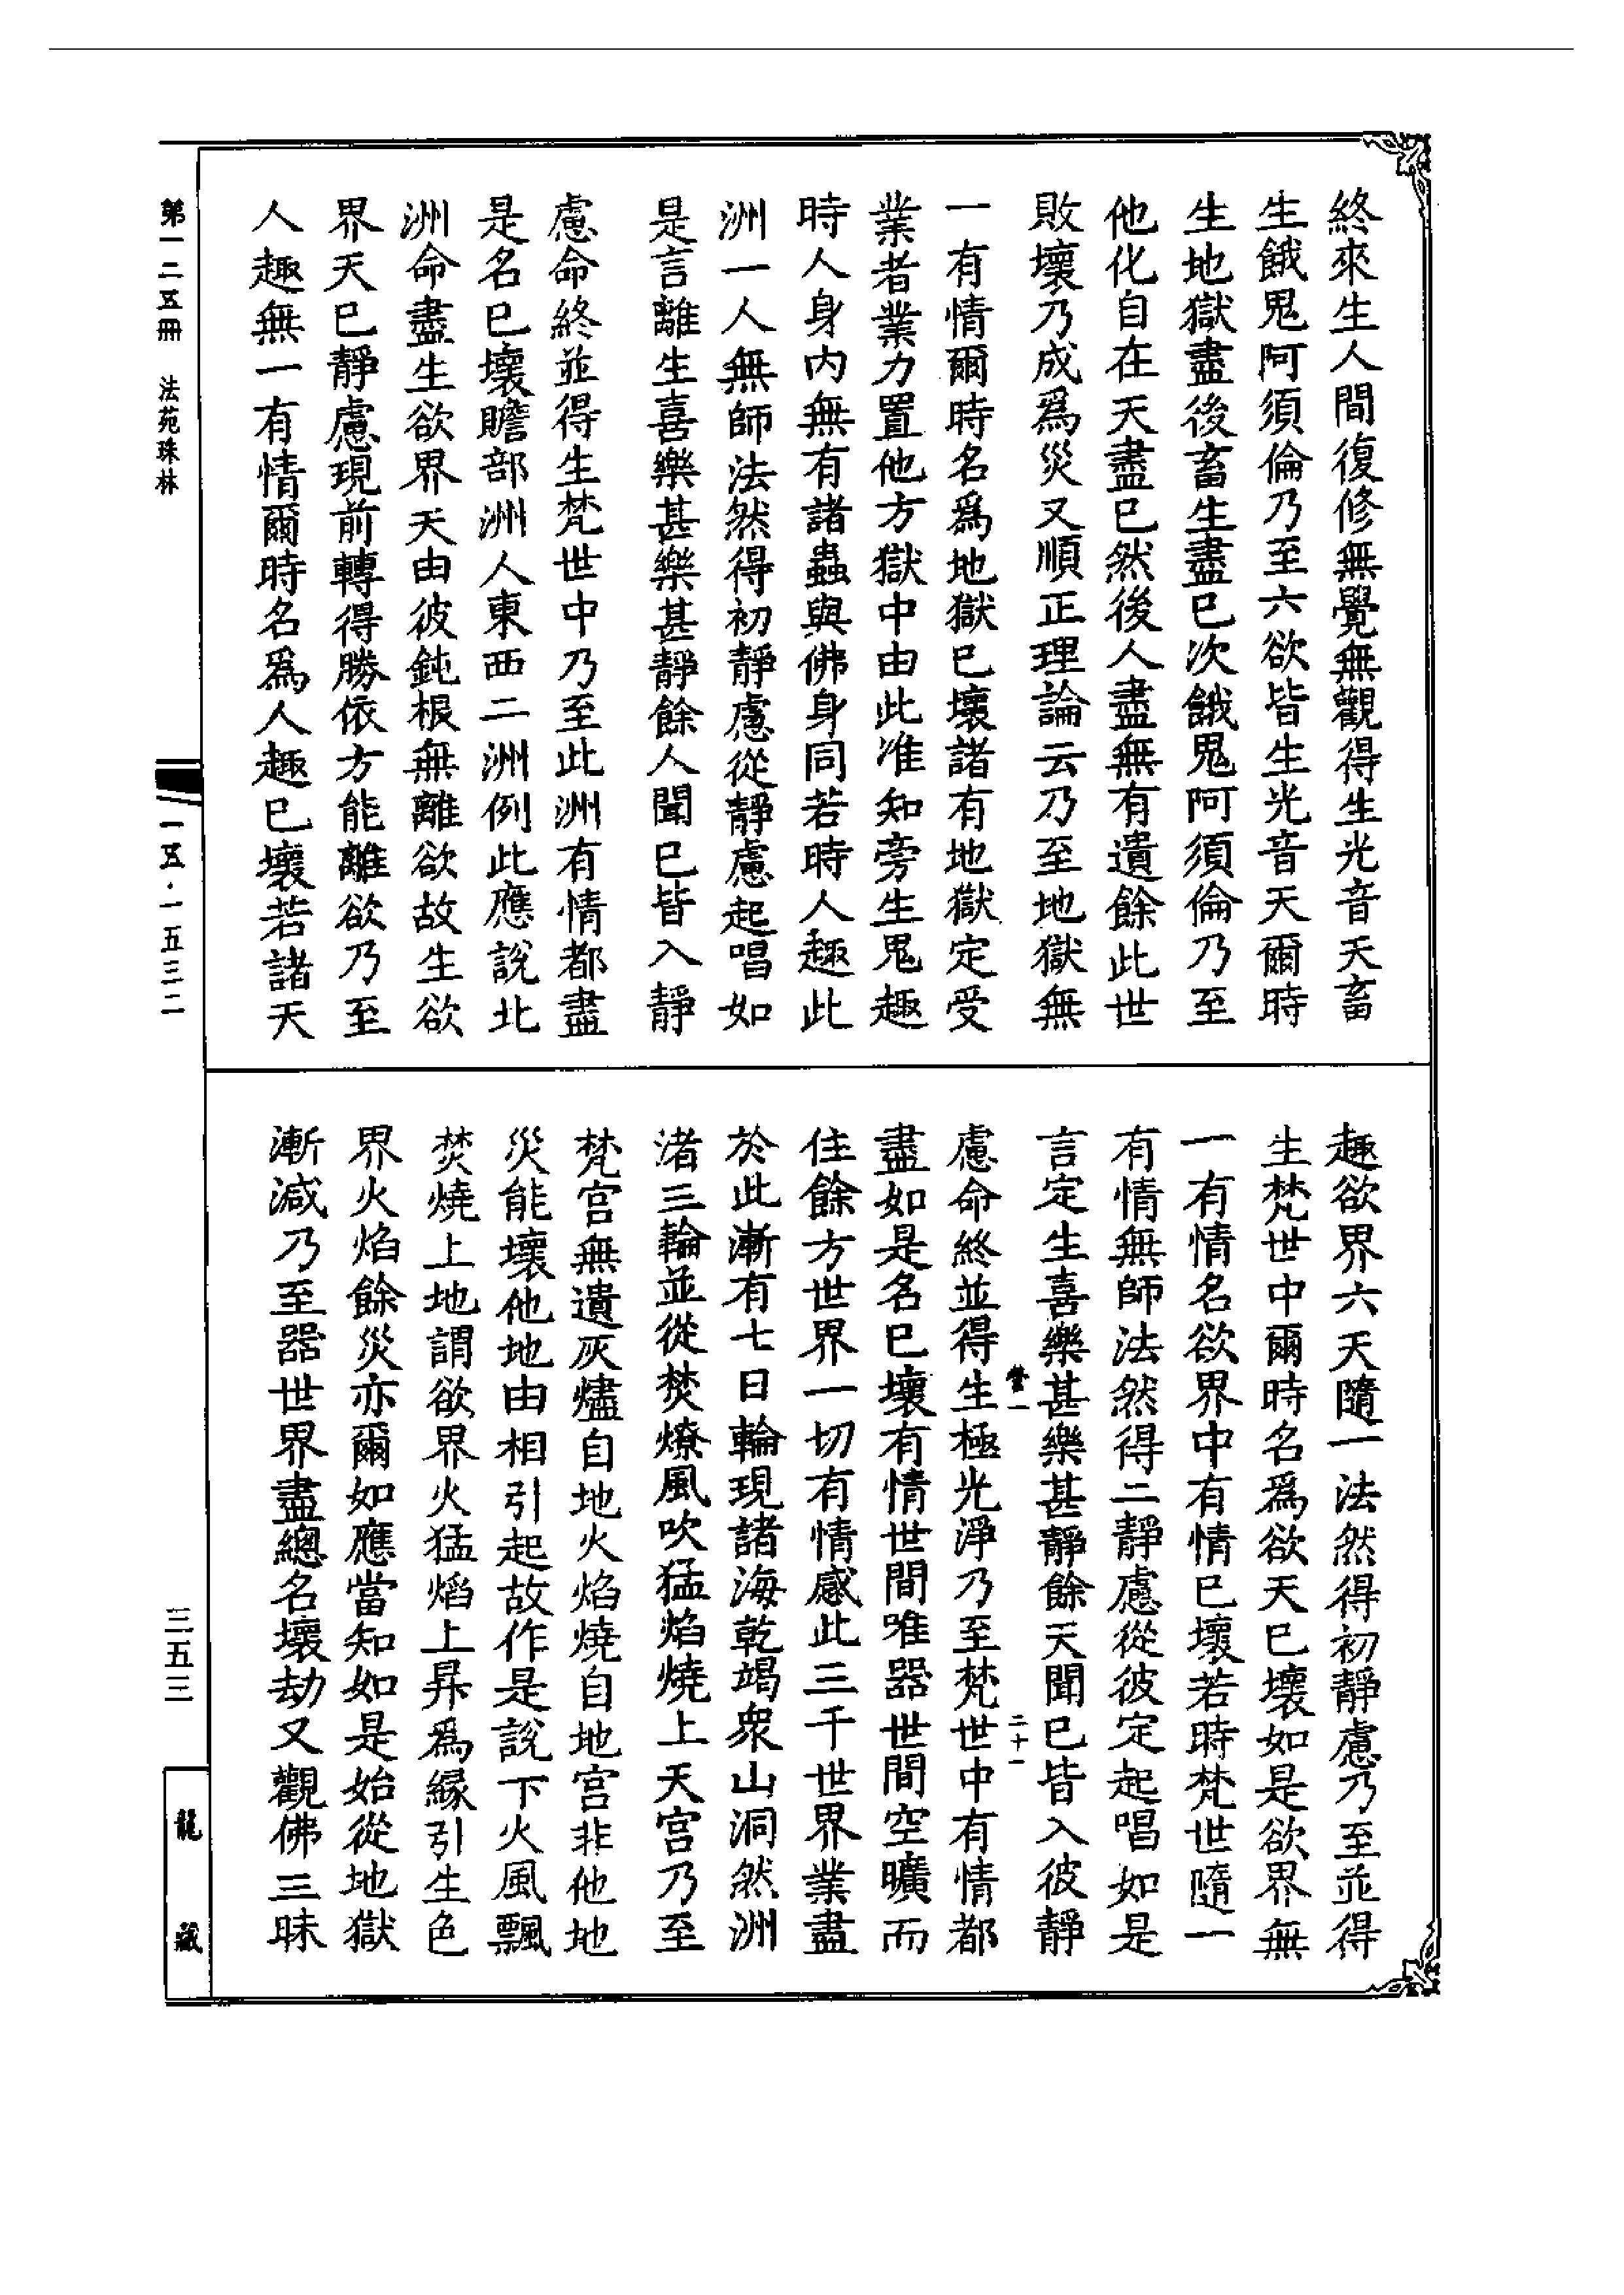 終來生人間復修無覺無觀得生光音天畜
生餓鬼阿須倫乃至六欲皆生光音天爾時
生地獄盡後畜生盡已次餓鬼阿須倫乃至
他化自在天盡已然後人盡無有遺餘此世
敗壞乃成爲災又順正理論云乃至地獄無
一有情爾時名爲地獄已壞諸有地獄定受
業者業力置他方獄中由此准知旁生鬼趣
時人身內無有諸蟲與佛身同若時人趣此
洲一人無師法然得初靜慮從靜慮起唱如
是言離生喜樂甚樂甚靜餘人聞已皆入靜
慮命終並得生梵世中乃至此洲有情都盡
是名已壞贍部洲人東西二洲例此應說北
洲命盡生欲界天由彼鈍根無離欲故生欲
界天已靜慮現前轉得勝依方能離欲乃至
人趣無一有情爾時名爲人趣已壞若諸天
趣欲界六天隨一法然得初靜慮乃至並得
生梵世中爾時名爲欲天已壞如是欲界無
一有情名欲界中有情已壞若時梵世隨一
有情無師法然得二靜慮從彼定起唱如是
言定生喜樂甚樂甚靜餘天聞已皆入彼靜
營一 二十一
慮命終並得生極光淨乃至梵世中有情都
盡如是名已壞有情世間唯器世間空曠而
住餘方世界一切有情感此三千世界業盡
於此漸有七日輪現諸海乾竭衆山洞然洲
渚三輪並從焚燎風吹猛焰燒上天宮乃至
梵宮無遺灰燼自地火焰燒自地宮非他地
災能壞他地由相引起故作是說下火風飄
焚燒上地謂欲界火猛焰上昇爲緣引生色
界火焰餘災亦爾如應當知如是始從地獄
漸減乃至器世界盡總名壞劫又觀佛三昧
第一二五冊 法苑珠林
一五·一五三二
三五三
龍藏